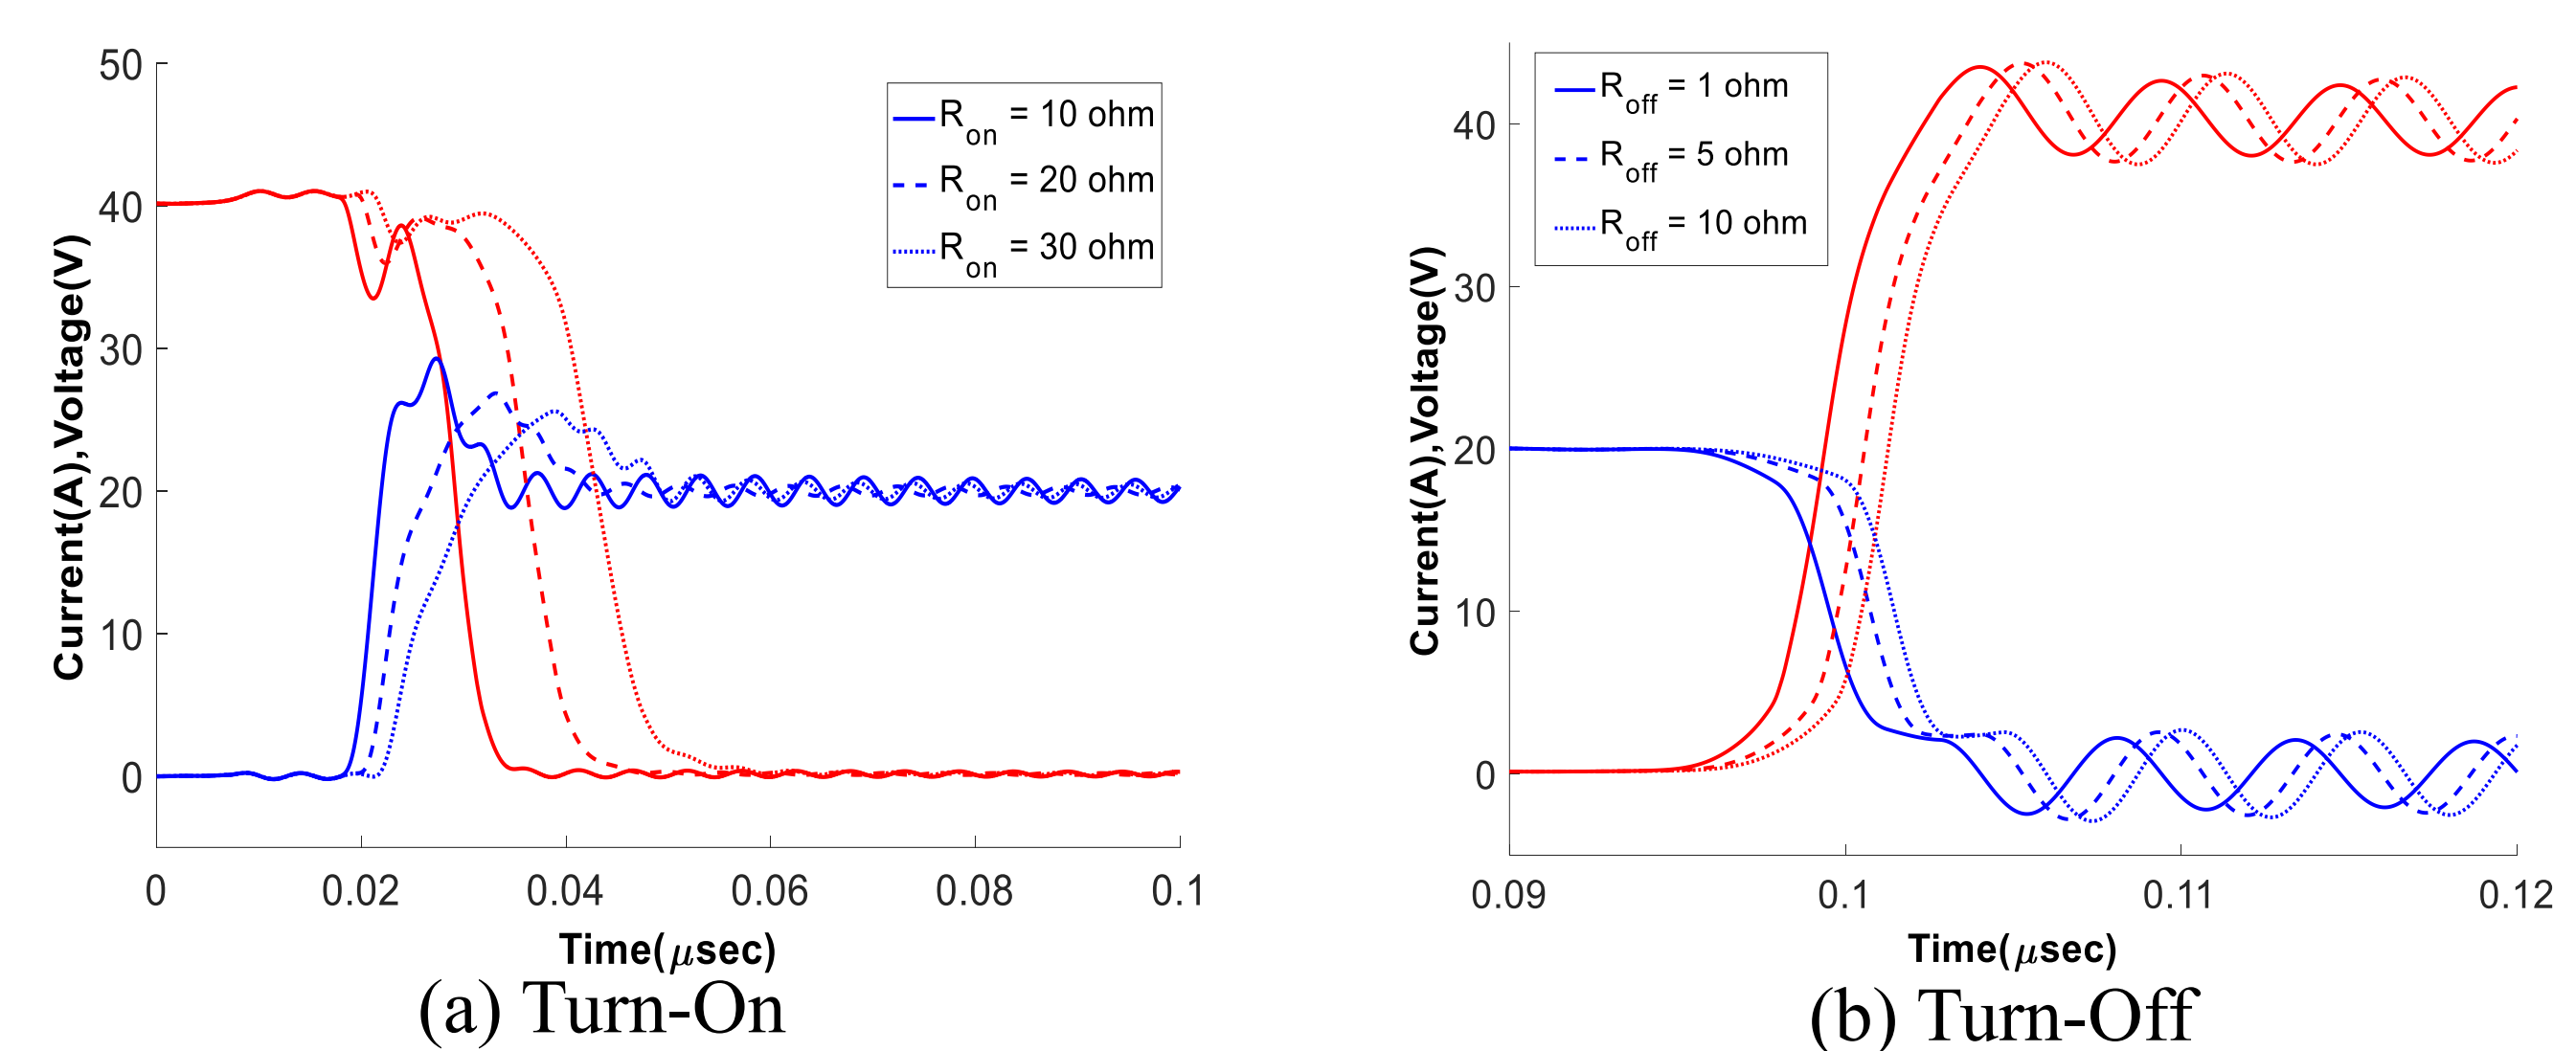 50
40
30
20
10
0
Current(A),Voltage(V)
0 0.02 0.04 0.06 0.08 0.1
Time(μsec)
R_on = 10 ohm
R_on = 20 ohm
R_on = 30 ohm
(a) Turn-On
40
30
20
10
0
Current(A),Voltage(V)
0.09 0.1 0.11 0.12
Time(μsec)
R_off = 1 ohm
R_off = 5 ohm
R_off = 10 ohm
(b) Turn-Off